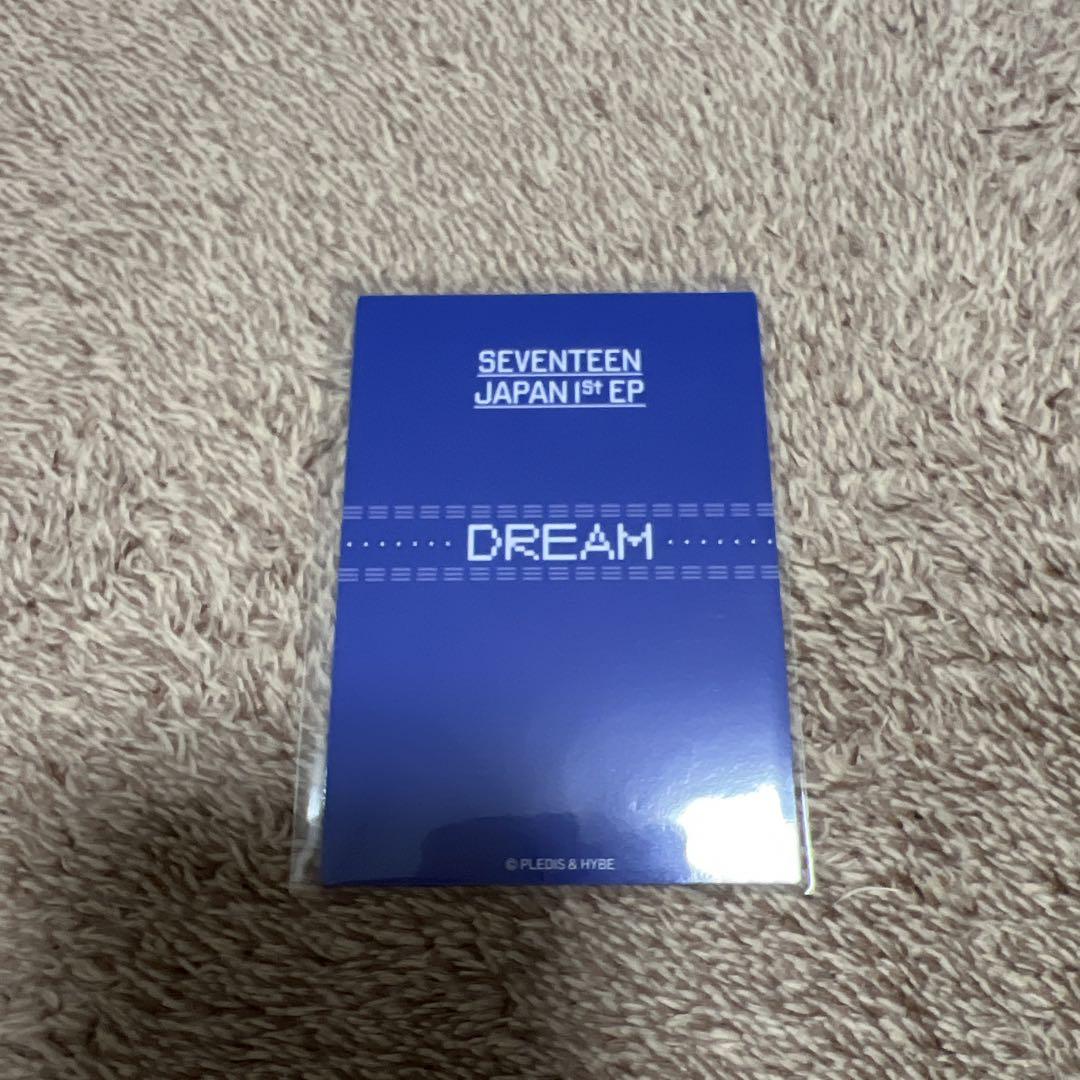 SEVENTEEN
JAPAN 1St EP
DREAM
© PLEDIS & HYBE